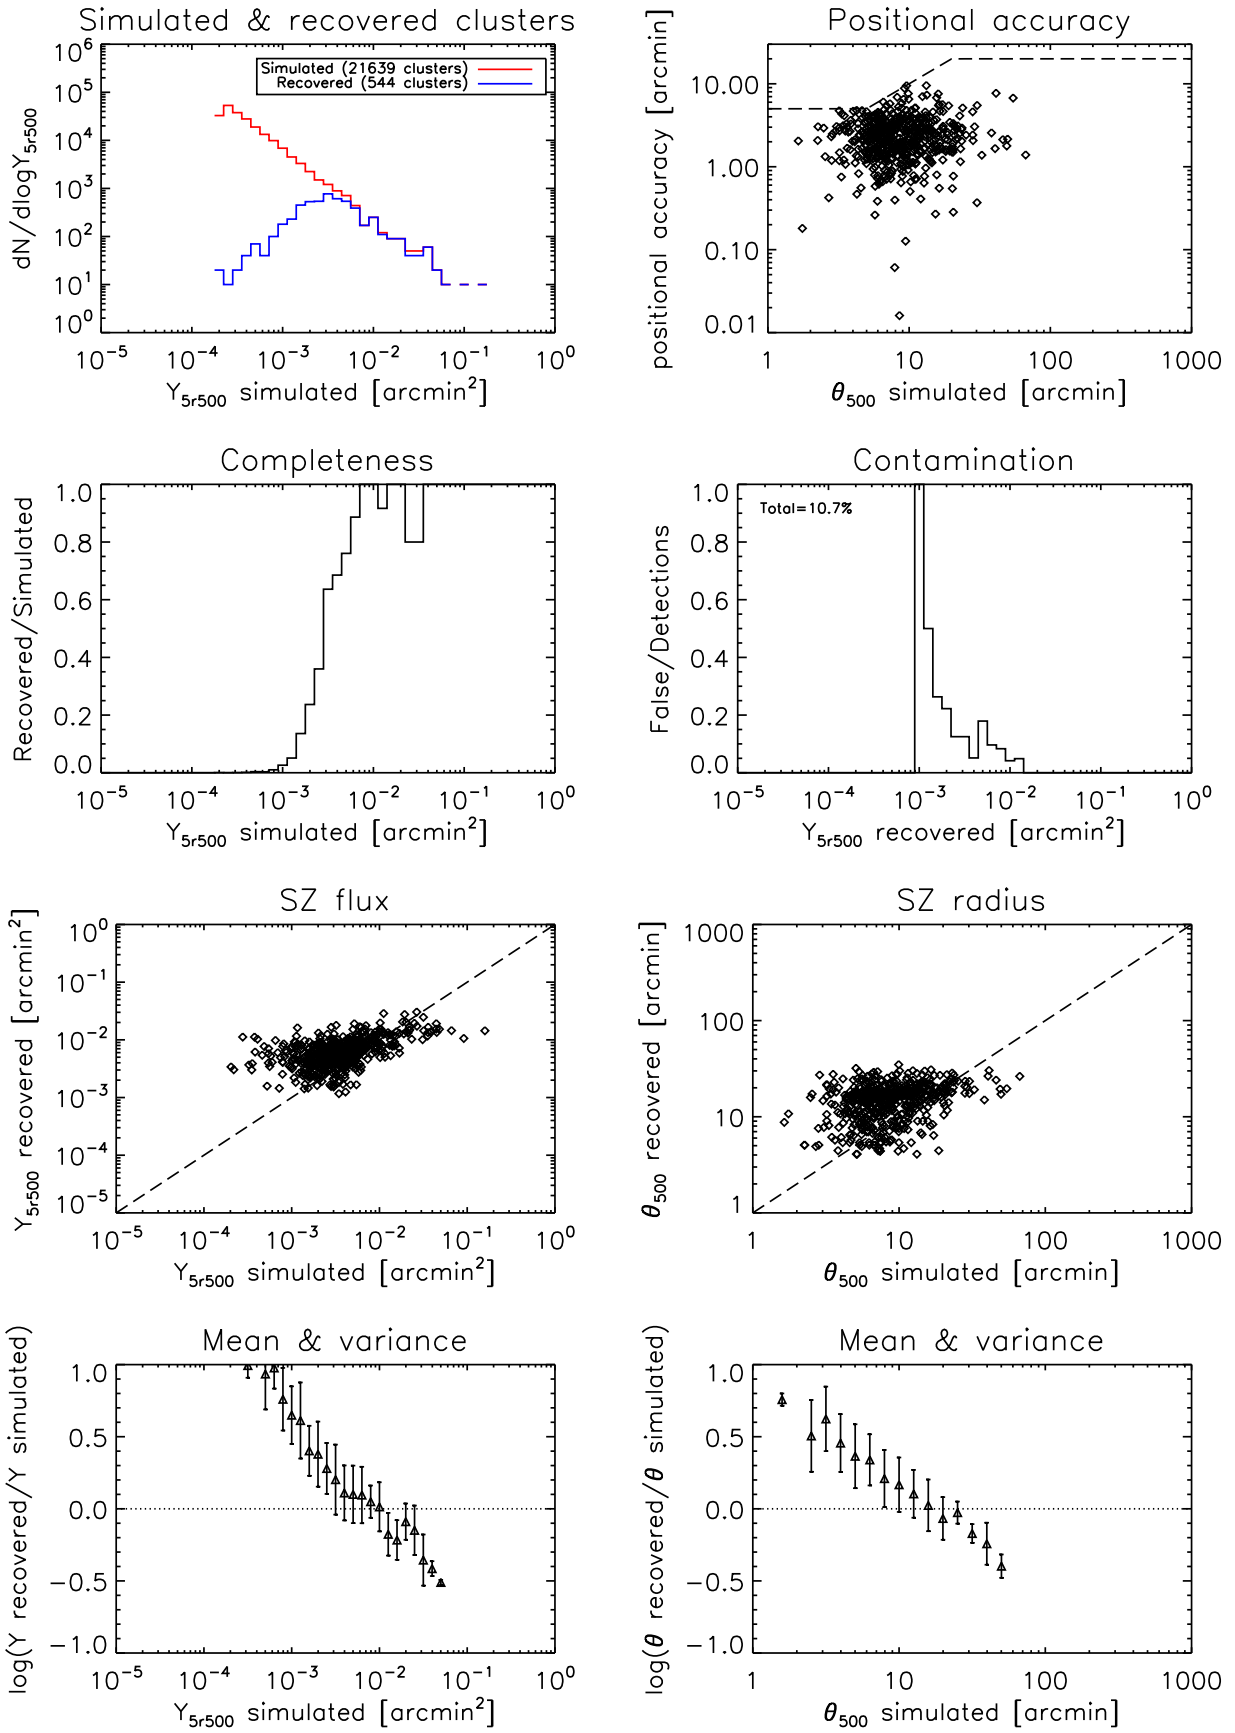 Simulated & recovered clusters
dN/dlogY5r500
10^6
10^5
10^4
10^3
10^2
10^1
10^0
Simulated (21639 clusters)
Recovered (544 clusters)
10^-5 10^-4 10^-3 10^-2 10^-1 10^0
Y5r500 simulated [arcmin^2]
Positional accuracy
positional accuracy [arcmin]
10.00
1.00
0.10
0.01
1 10 100 1000
θ500 simulated [arcmin]
Completeness
Recovered/Simulated
1.0
0.8
0.6
0.4
0.2
0.0
10^-5 10^-4 10^-3 10^-2 10^-1 10^0
Y5r500 simulated [arcmin^2]
Contamination
False/Detections
1.0
0.8
0.6
0.4
0.2
0.0
Total=10.7%
10^-5 10^-4 10^-3 10^-2 10^-1 10^0
Y5r500 recovered [arcmin^2]
SZ flux
Y5r500 recovered [arcmin^2]
10^0
10^-1
10^-2
10^-3
10^-4
10^-5
10^-5 10^-4 10^-3 10^-2 10^-1 10^0
Y5r500 simulated [arcmin^2]
SZ radius
θ500 recovered [arcmin]
1000
100
10
1
1 10 100 1000
θ500 simulated [arcmin]
Mean & variance
log(Y recovered/Y simulated)
1.0
0.5
0.0
−0.5
−1.0
10^-5 10^-4 10^-3 10^-2 10^-1 10^0
Y5r500 simulated [arcmin^2]
Mean & variance
log(θ recovered/θ simulated)
1.0
0.5
0.0
−0.5
−1.0
1 10 100 1000
θ500 simulated [arcmin]